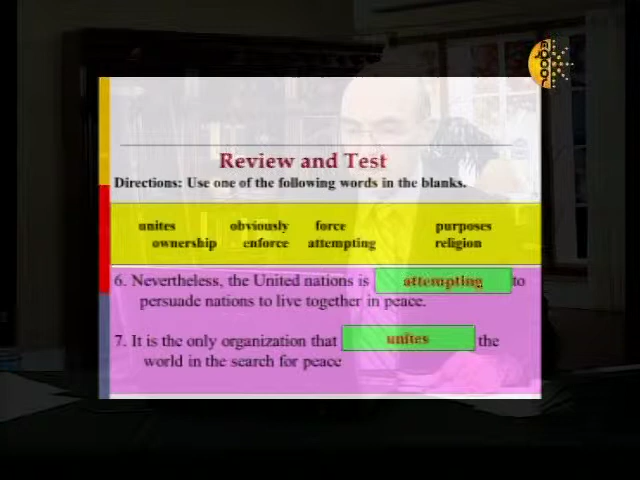 Review and Test
Directions: Use one of the following words in the blanks.
unites obviously force purposes
ownership enforce attempting religion
6. Nevertheless, the United nations is attempting to
persuade nations to live together in peace.
7. It is the only organization that unites the
world in the search for peace